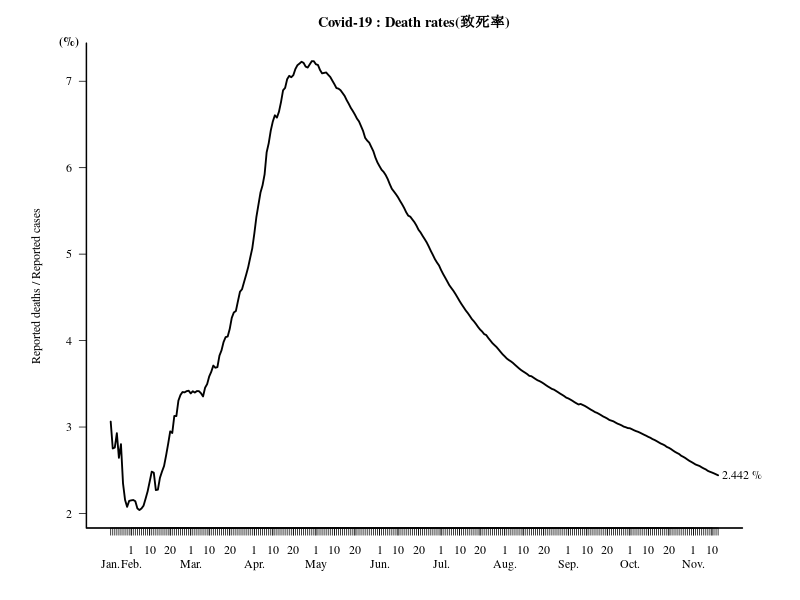 Covid-19 : Death rates(致死率)
(%)
7
6
5
4
3
2
Reported deaths / Reported cases
2.442 %
1 10 20 1 10 20 1 10 20 1 10 20 1 10 20 1 10 20 1 10 20 1 10 20 1 10 20 1 10
Jan. Feb. Mar. Apr. May Jun. Jul. Aug. Sep. Oct. Nov.